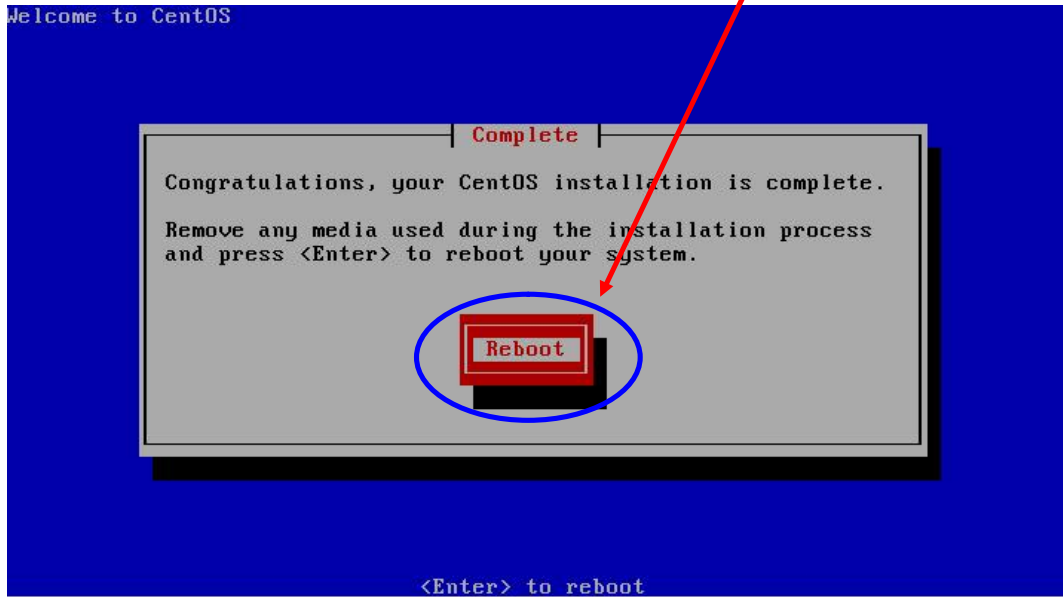 Welcome to CentOS
Complete
Congratulations, your CentOS installation is complete.
Remove any media used during the installation process
and press <Enter> to reboot your system.
Reboot
<Enter> to reboot